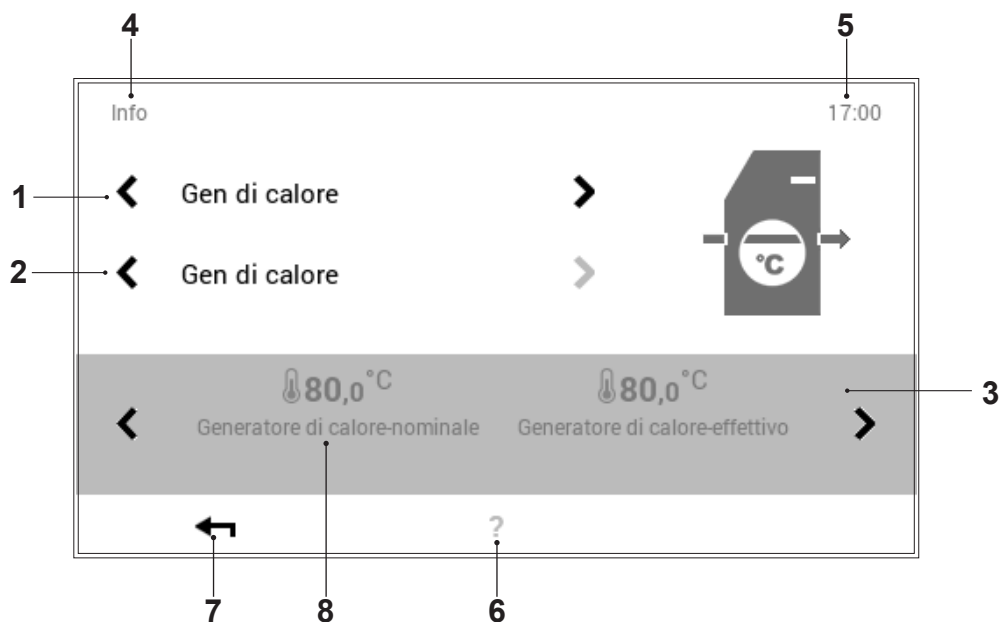 4 5
Info 17:00
1 Gen di calore
2 Gen di calore
°C
80,0°C 80,0°C
3
Generatore di calore-nominale Generatore di calore-effettivo
?
7 8 6